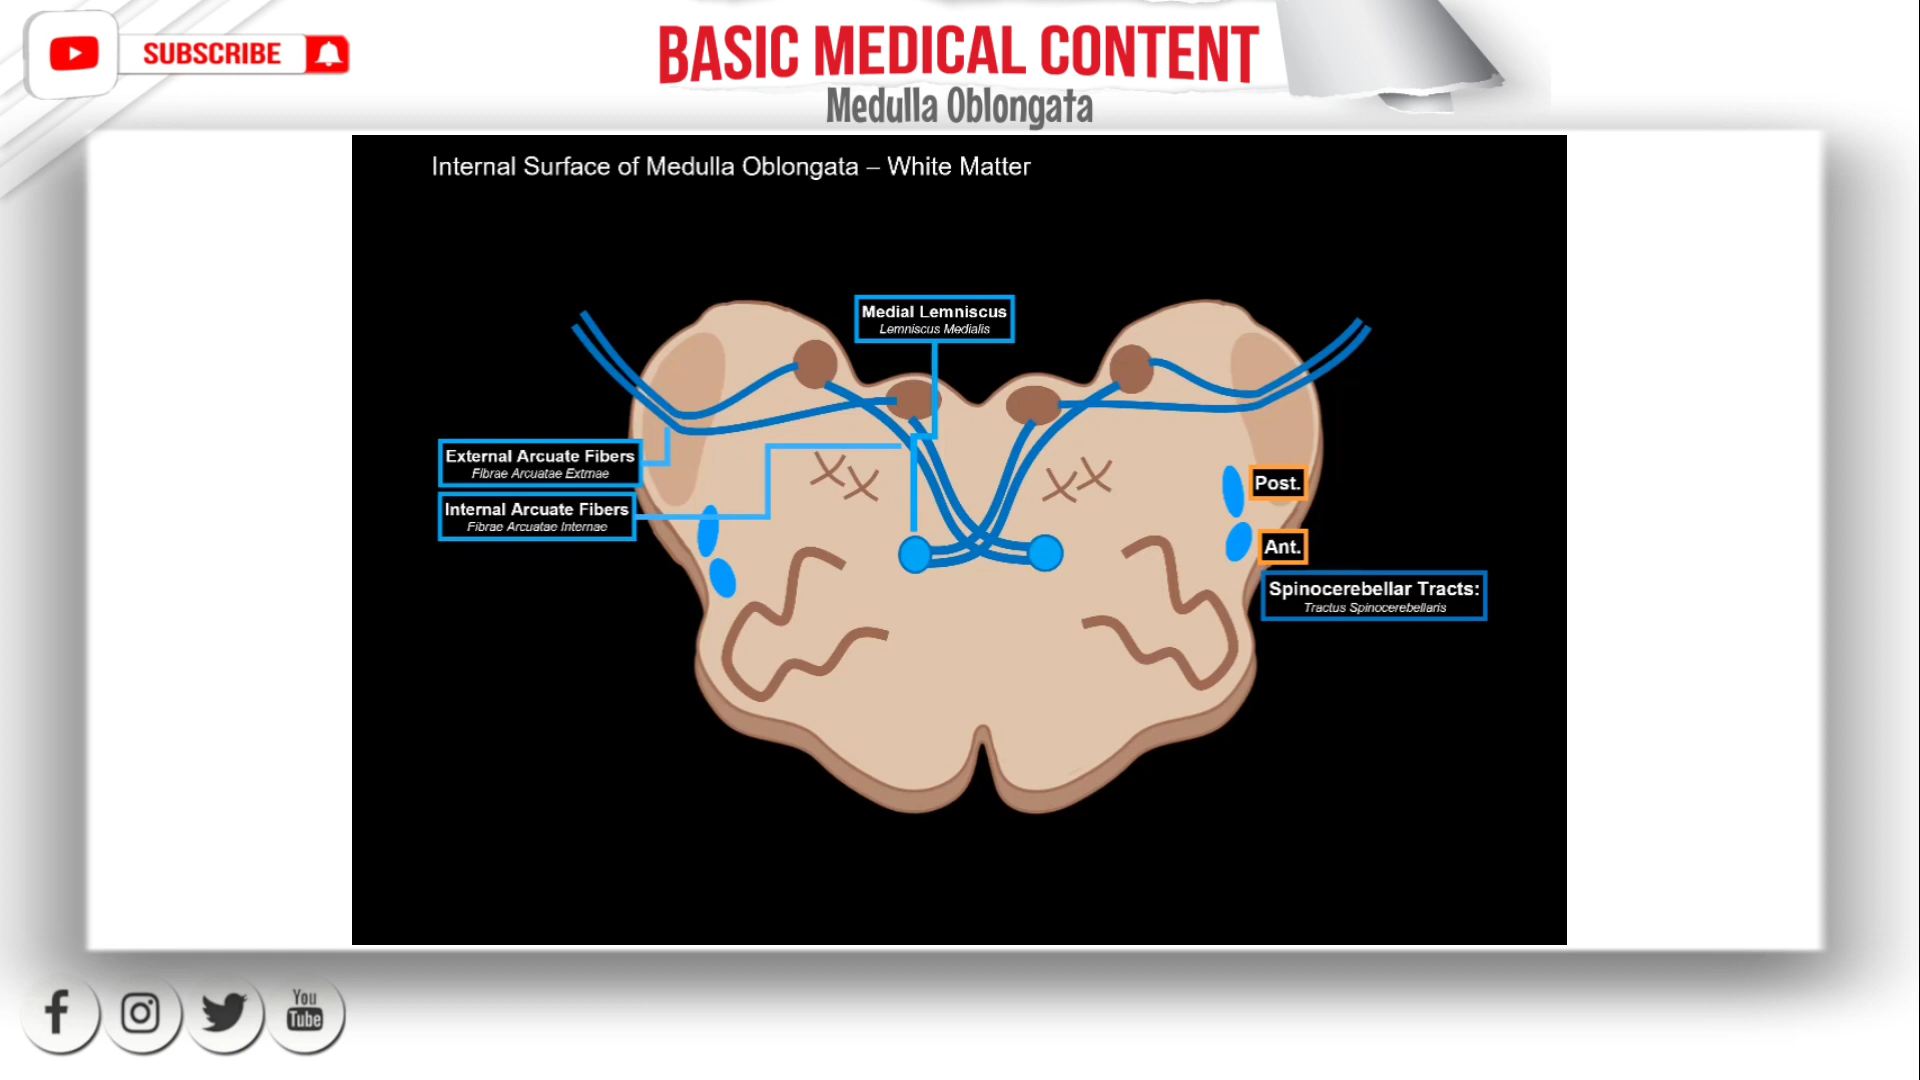 SUBSCRIBE
BASIC MEDICAL CONTENT
Medulla Oblongata
Internal Surface of Medulla Oblongata – White Matter
Medial Lemniscus
Lemniscus Medialis
External Arcuate Fibers
Fibrae Arcuatae Extrnae
Internal Arcuate Fibers
Fibrae Arcuatae Internae
Post.
Ant.
Spinocerebellar Tracts:
Tractus Spinocerebellaris
You
Tube